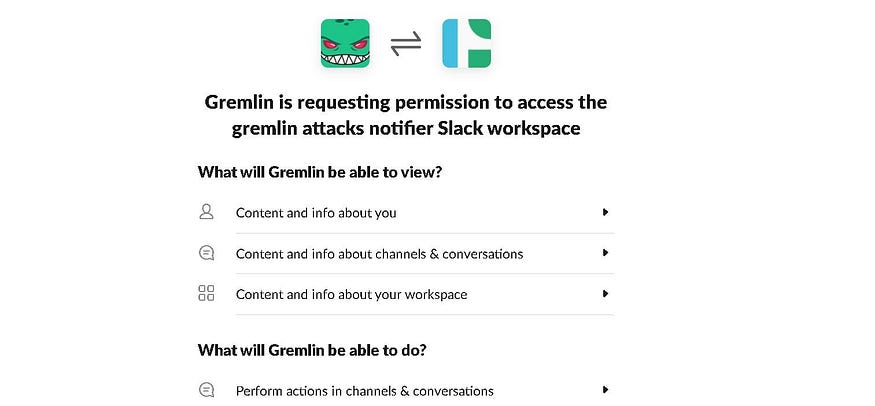 Gremlin is requesting permission to access the
gremlin attacks notifier Slack workspace
What will Gremlin be able to view?
Content and info about you
Content and info about channels & conversations
Content and info about your workspace
What will Gremlin be able to do?
Perform actions in channels & conversations